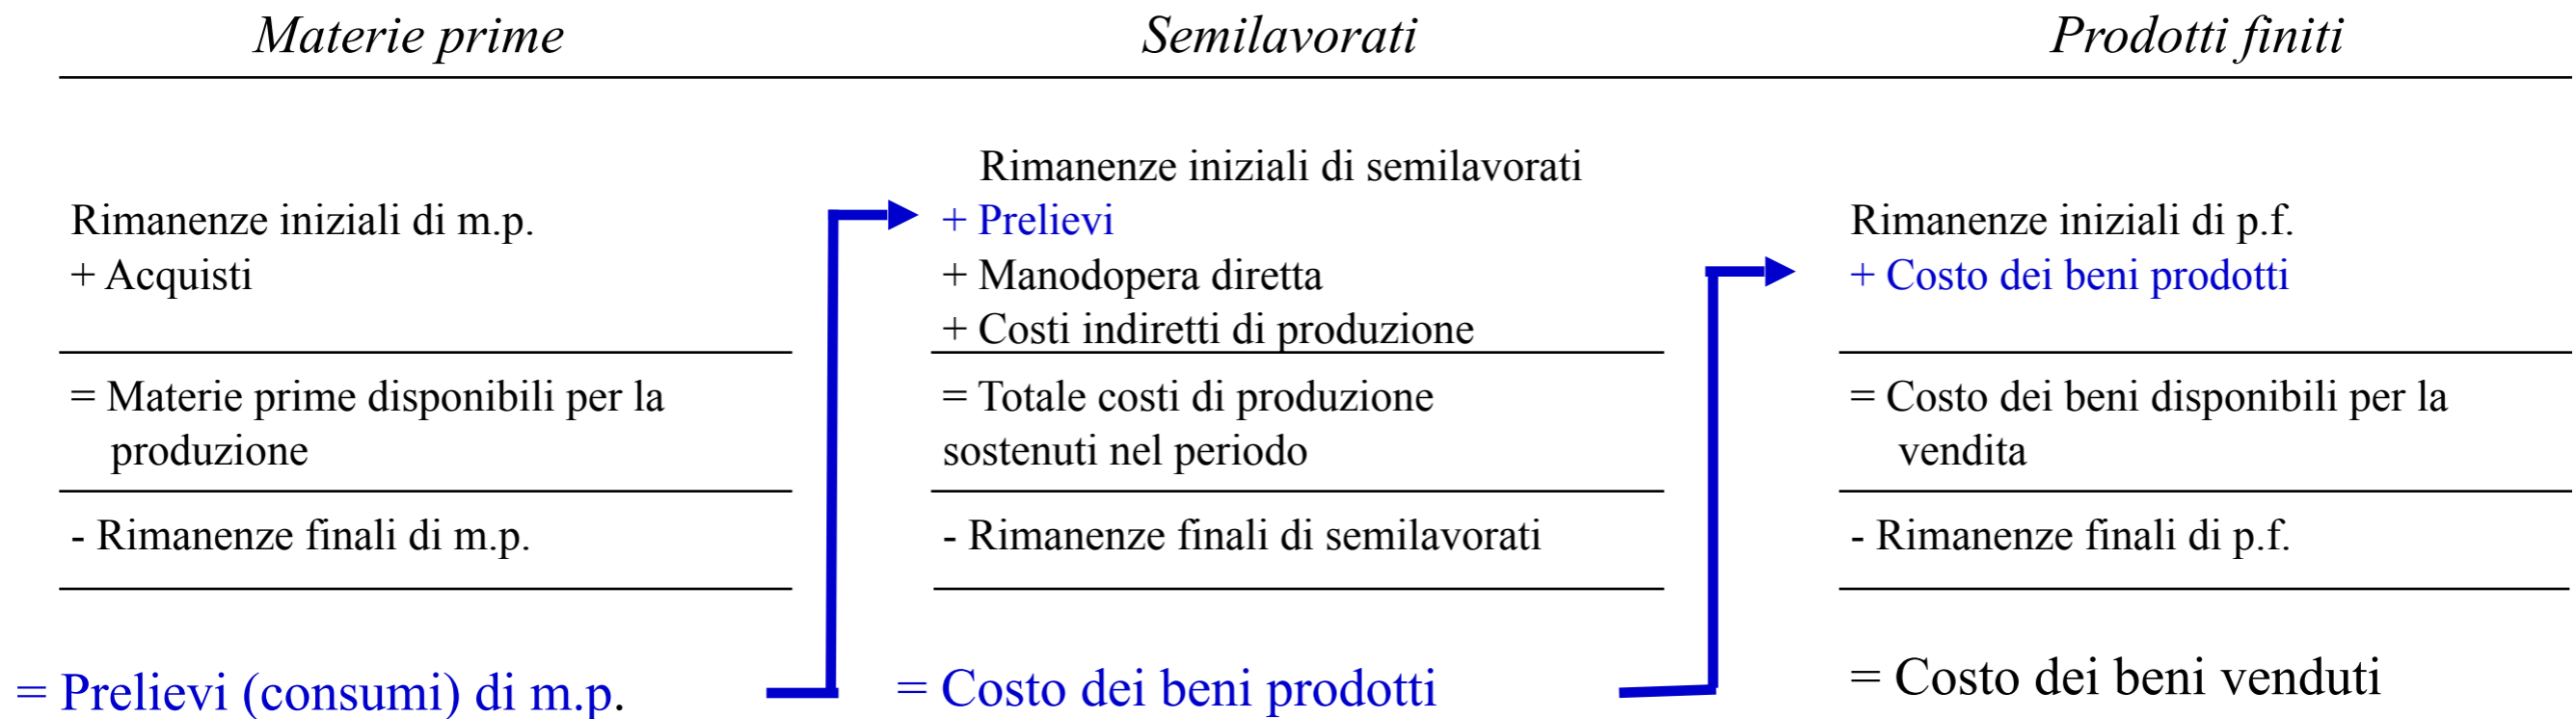 Materie prime
Semilavorati
Prodotti finiti
Rimanenze iniziali di m.p.
+ Acquisti
= Materie prime disponibili per la
produzione
- Rimanenze finali di m.p.
= Prelievi (consumi) di m.p.
Rimanenze iniziali di semilavorati
+ Prelievi
+ Manodopera diretta
+ Costi indiretti di produzione
= Totale costi di produzione
sostenuti nel periodo
- Rimanenze finali di semilavorati
= Costo dei beni prodotti
Rimanenze iniziali di p.f.
+ Costo dei beni prodotti
= Costo dei beni disponibili per la
vendita
- Rimanenze finali di p.f.
= Costo dei beni venduti